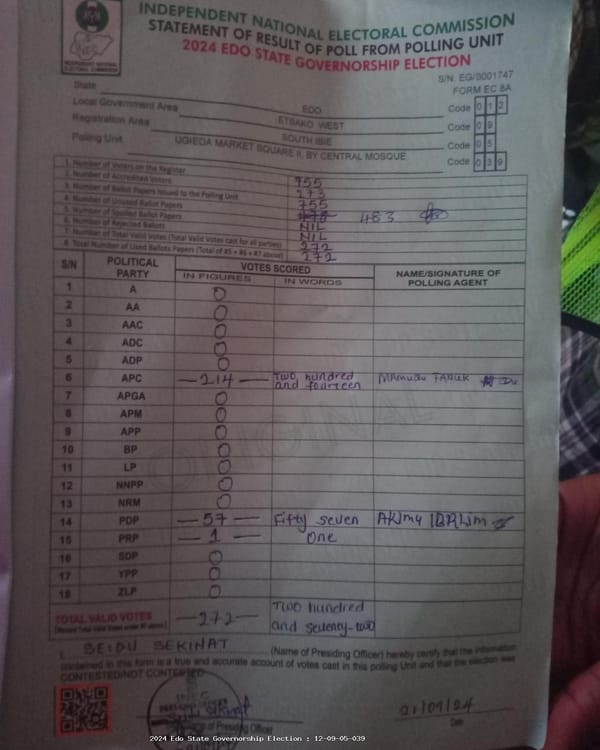 INDEPENDENT NATIONAL ELECTORAL COMMISSION
STATEMENT OF RESULT OF POLL FROM POLLING UNIT
2024 EDO STATE GOVERNORSHIP ELECTION
S/N. EG/0001747
FORM EC 8A
State EDO Code 0 1 2
Local Government Area ETSAKO WEST Code 0 9
Registration Area SOUTH IBIE Code 0 5
Polling Unit UGIEDA MARKET SQUARE II, BY CENTRAL MOSQUE Code 0 3 9
1. Number of Voters on the Register 755
2. Number of Accredited Voters 273
3. Number of Ballot Papers Issued to the Polling Unit 755
4. Number of Unused Ballot Papers 483
5. Number of Spoiled Ballot Papers NIL
6. Number of Rejected Ballots NIL
7. Number of Total Valid Votes (Total Valid Votes cast for all parties) 272
8. Total Number of Used Ballots Papers (Total of #5 + #6 + #7 above) 272
S/N POLITICAL PARTY VOTES SCORED NAME/SIGNATURE OF POLLING AGENT
IN FIGURES IN WORDS
1 A 0
2 AA 0
3 AAC 0
4 ADC 0
5 ADP 0
6 APC —214— Two hundred and fourteen MAMUDU FARUK
7 APGA 0
8 APM 0
9 APP 0
10 BP 0
11 LP 0
12 NNPP 0
13 NRM 0
14 PDP —57— Fifty seven
15 PRP —1— One
16 SDP 0
17 YPP 0
18 ZLP 0
ORIGINAL
TOTAL VALID VOTES —272— Two hundred and seventy-two
I, SEIDU SEKINAT (Name of Presiding Officer) hereby certify that the information
contained in this form is a true and accurate account of votes cast in this polling Unit and that the election was
CONTESTED/NOT CONTESTED
of Presiding Officer
21/09/24
Date
2024 Edo State Governorship Election : 12-09-05-039